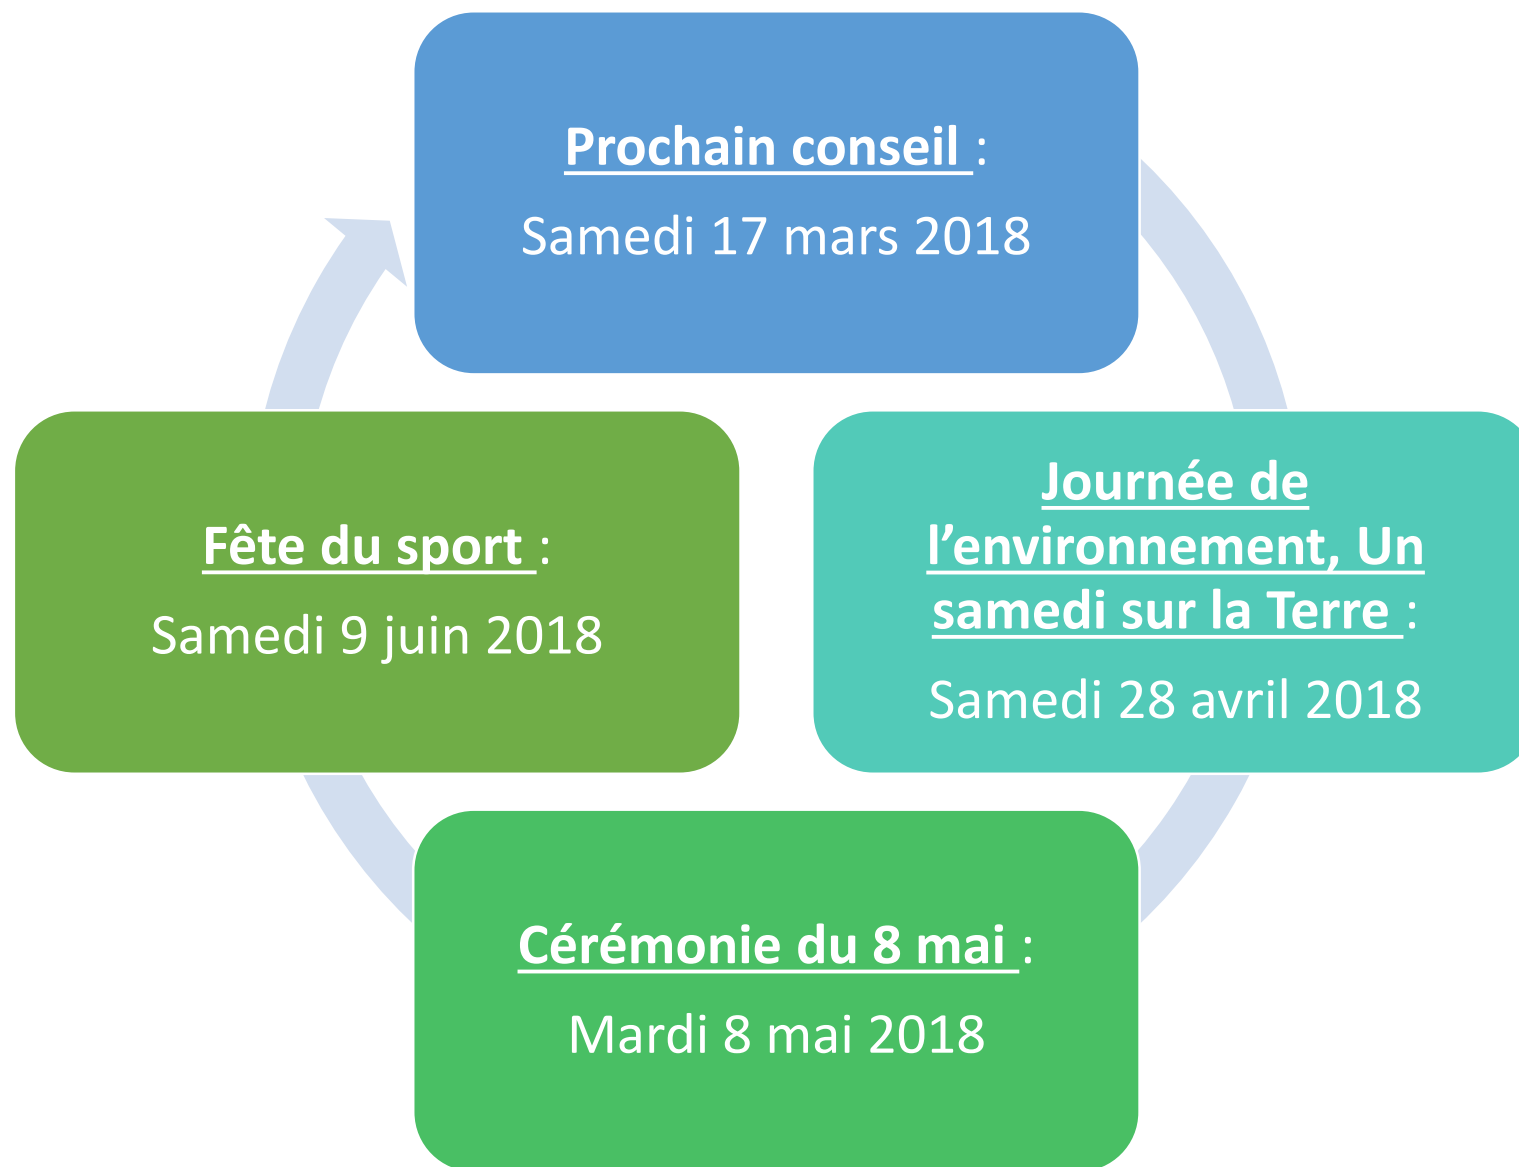 Prochain conseil :
Samedi 17 mars 2018
Journée de
l’environnement, Un
samedi sur la Terre :
Samedi 28 avril 2018
Cérémonie du 8 mai :
Mardi 8 mai 2018
Fête du sport :
Samedi 9 juin 2018